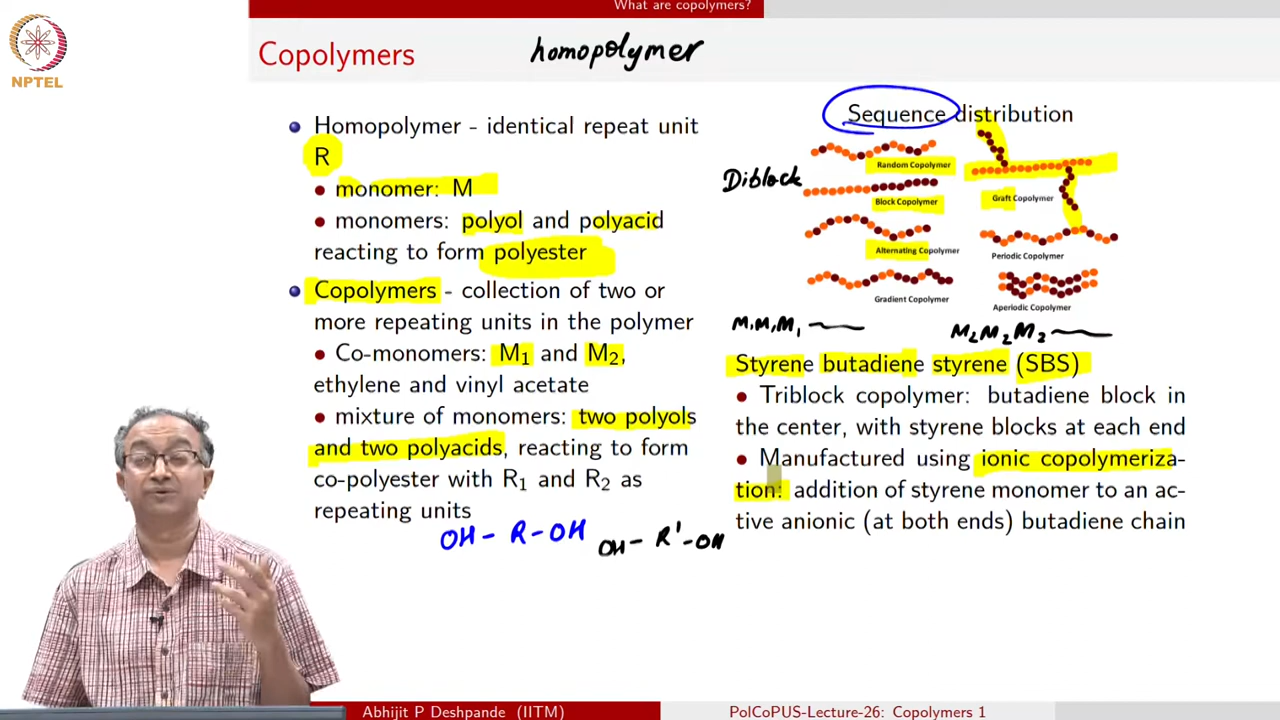 What are copolymers?
NPTEL
Copolymers
homopolymer
• Homopolymer - identical repeat unit
R
• monomer: M
• monomers: polyol and polyacid
reacting to form polyester
• Copolymers - collection of two or
more repeating units in the polymer
• Co-monomers: M₁ and M₂,
ethylene and vinyl acetate
• mixture of monomers: two polyols
and two polyacids, reacting to form
co-polyester with R₁ and R₂ as
repeating units
OH - R - OH
OH - R' - OH
Sequence distribution
Random Copolymer
Diblock
Block Copolymer
Graft Copolymer
Alternating Copolymer
Periodic Copolymer
Gradient Copolymer
Aperiodic Copolymer
M₁M₁M₁
M₂M₂M₂
Styrene butadiene styrene (SBS)
• Triblock copolymer: butadiene block in
the center, with styrene blocks at each end
• Manufactured using ionic copolymeriza-
tion: addition of styrene monomer to an ac-
tive anionic (at both ends) butadiene chain
Abhijit P Deshpande (IITM)
PolCoPUS-Lecture-26: Copolymers 1